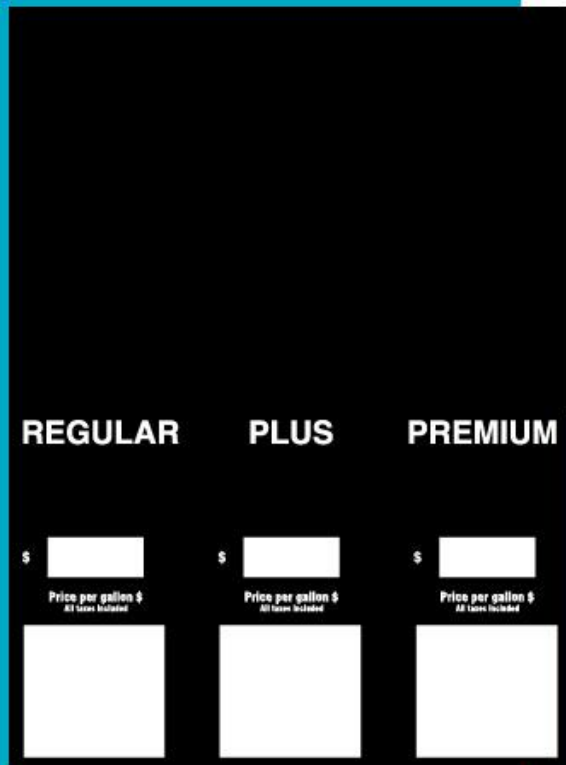 REGULAR PLUS PREMIUM
$ $ $
Price per gallon $ Price per gallon $ Price per gallon $
All taxes included All taxes included All taxes included